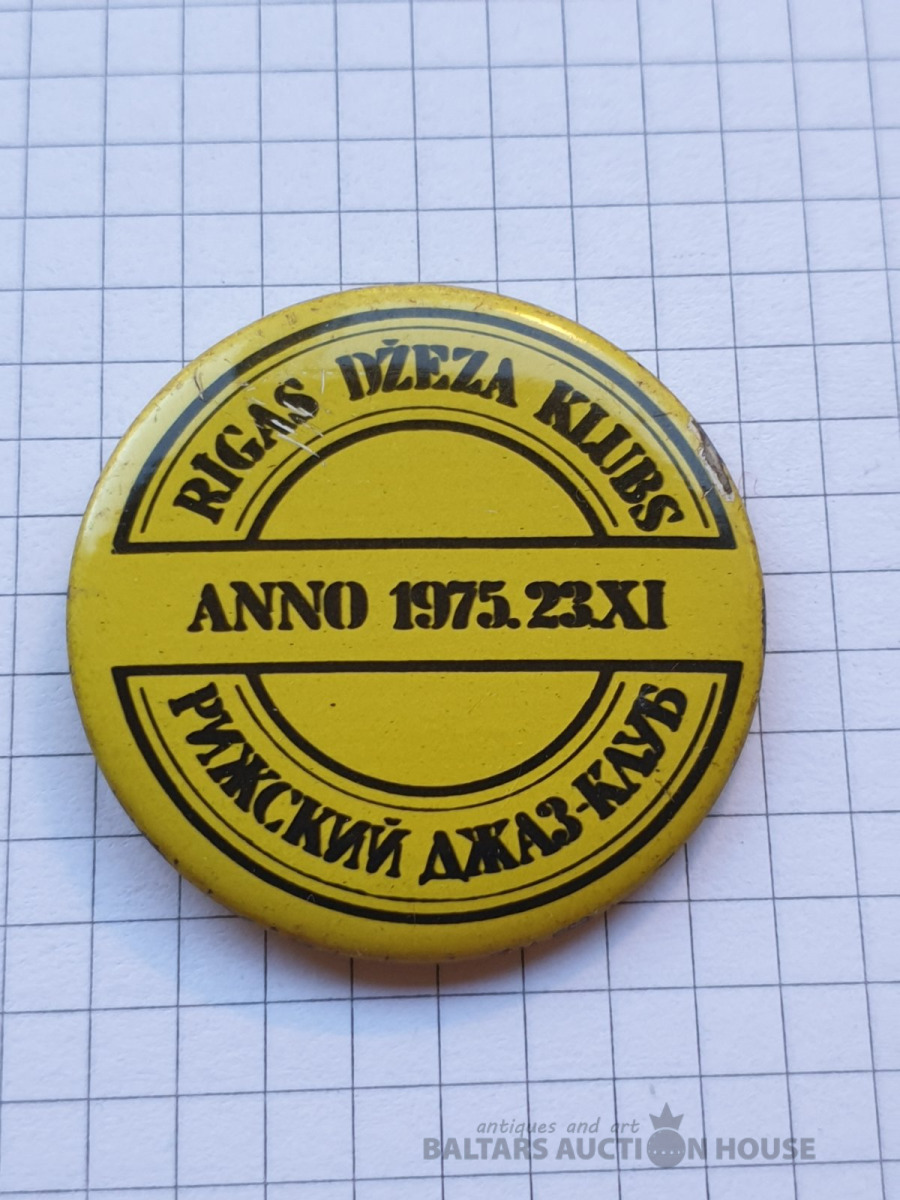 RĪGAS DŽEZA KLUBS
ANNO 1975.23.XI
РИЖСКИЙ ДЖАЗ-КЛУБ
antiques and art
BALTARS AUCTION HOUSE